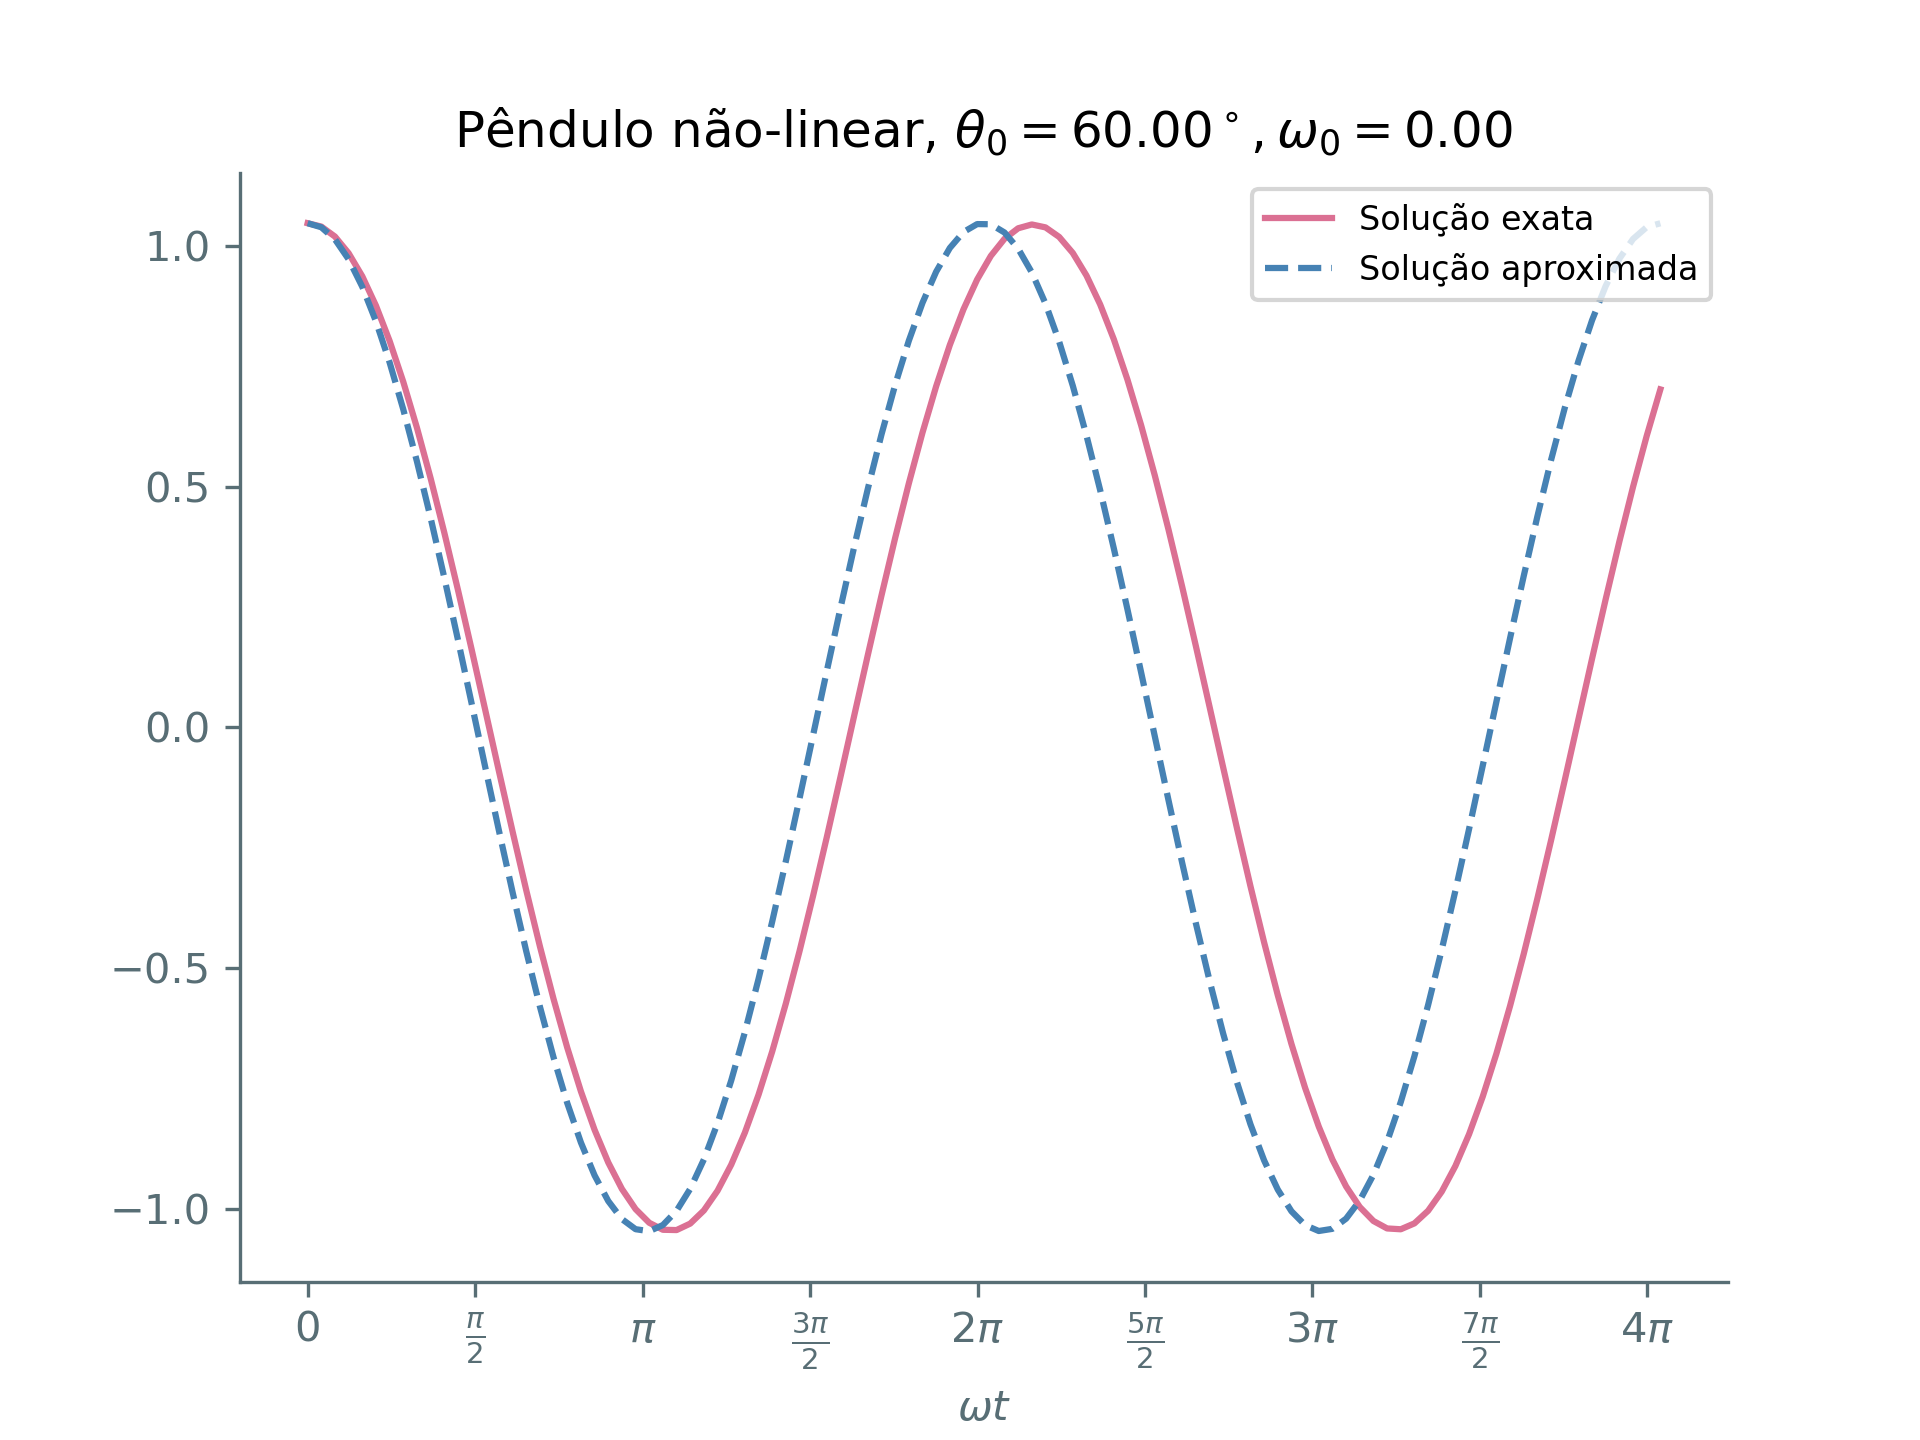 Pêndulo não-linear, θ₀ = 60.00°, ω₀ = 0.00
Solução exata
Solução aproximada
1.0
0.5
0.0
−0.5
−1.0
0 π/2 π 3π/2 2π 5π/2 3π 7π/2 4π
ωt